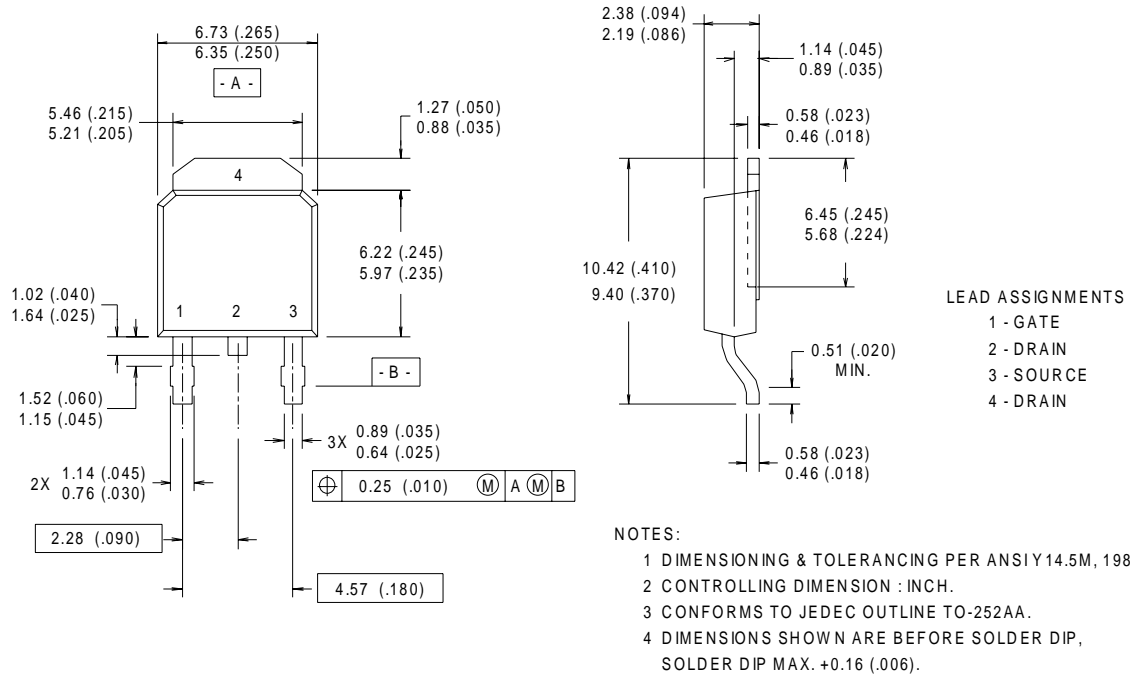 6.73 (.265)
6.35 (.250)
- A -
5.46 (.215)
5.21 (.205)
1.27 (.050)
0.88 (.035)
4
6.22 (.245)
5.97 (.235)
1.02 (.040)
1.64 (.025)
1 2 3
- B -
1.52 (.060)
1.15 (.045)
3X 0.89 (.035)
0.64 (.025)
2X 1.14 (.045)
0.76 (.030)
⌖ 0.25 (.010) Ⓜ A Ⓜ B
2.28 (.090)
4.57 (.180)
2.38 (.094)
2.19 (.086)
1.14 (.045)
0.89 (.035)
0.58 (.023)
0.46 (.018)
6.45 (.245)
5.68 (.224)
10.42 (.410)
9.40 (.370)
0.51 (.020)
MIN.
0.58 (.023)
0.46 (.018)
LEAD ASSIGNMENTS
1 - GATE
2 - DRAIN
3 - SOURCE
4 - DRAIN
NOTES:
1 DIMENSIONING & TOLERANCING PER ANSI Y14.5M, 198
2 CONTROLLING DIMENSION : INCH.
3 CONFORMS TO JEDEC OUTLINE TO-252AA.
4 DIMENSIONS SHOWN ARE BEFORE SOLDER DIP,
SOLDER DIP MAX. +0.16 (.006).